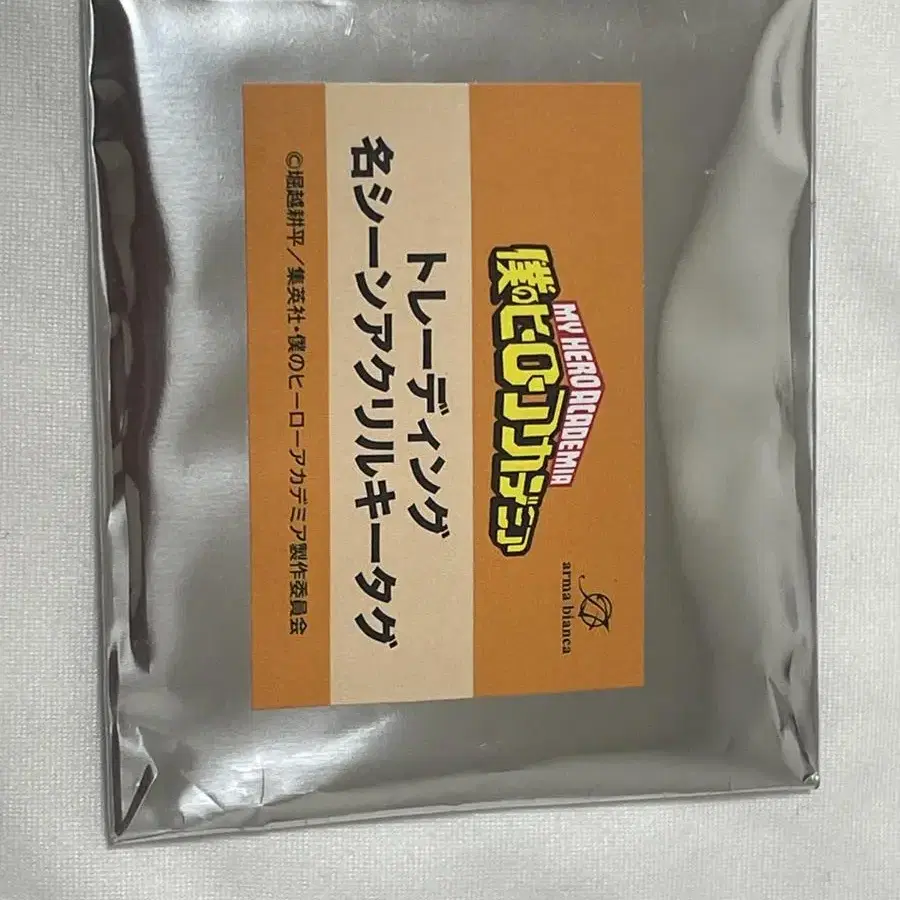 僕のヒーローアカデミア
MY HERO ACADEMIA
arma bianca
トレーディング
名シーンアクリルキータグ
©堀越耕平／集英社・僕のヒーローアカデミア製作委員会